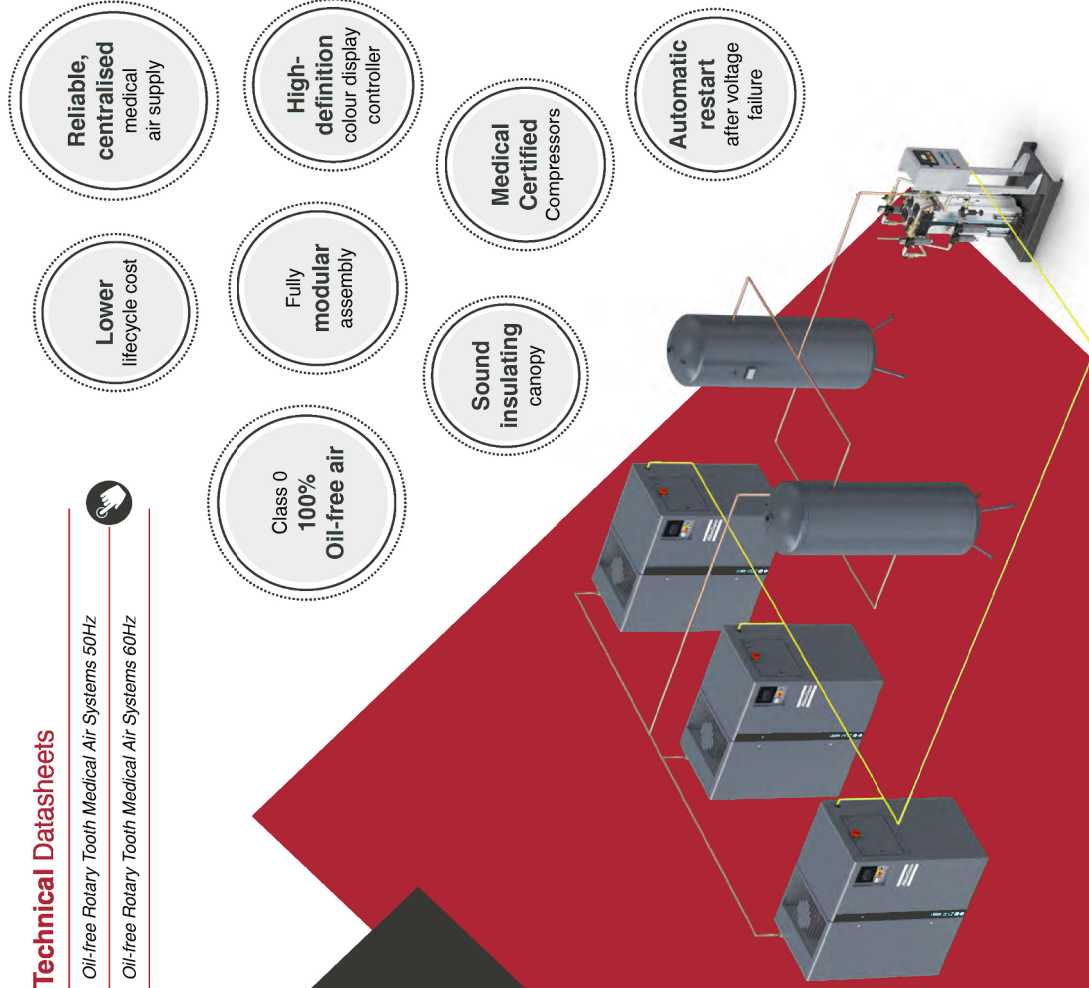 Technical Datasheets
Oil-free Rotary Tooth Medical Air Systems 50Hz
Oil-free Rotary Tooth Medical Air Systems 60Hz
Class 0
100%
Oil-free air
Lower
lifecycle cost
Reliable,
centralised
medical
air supply
Fully
modular
assembly
High-
definition
colour display
controller
Sound
insulating
canopy
Medical
Certified
Compressors
Automatic
restart
after voltage
failure